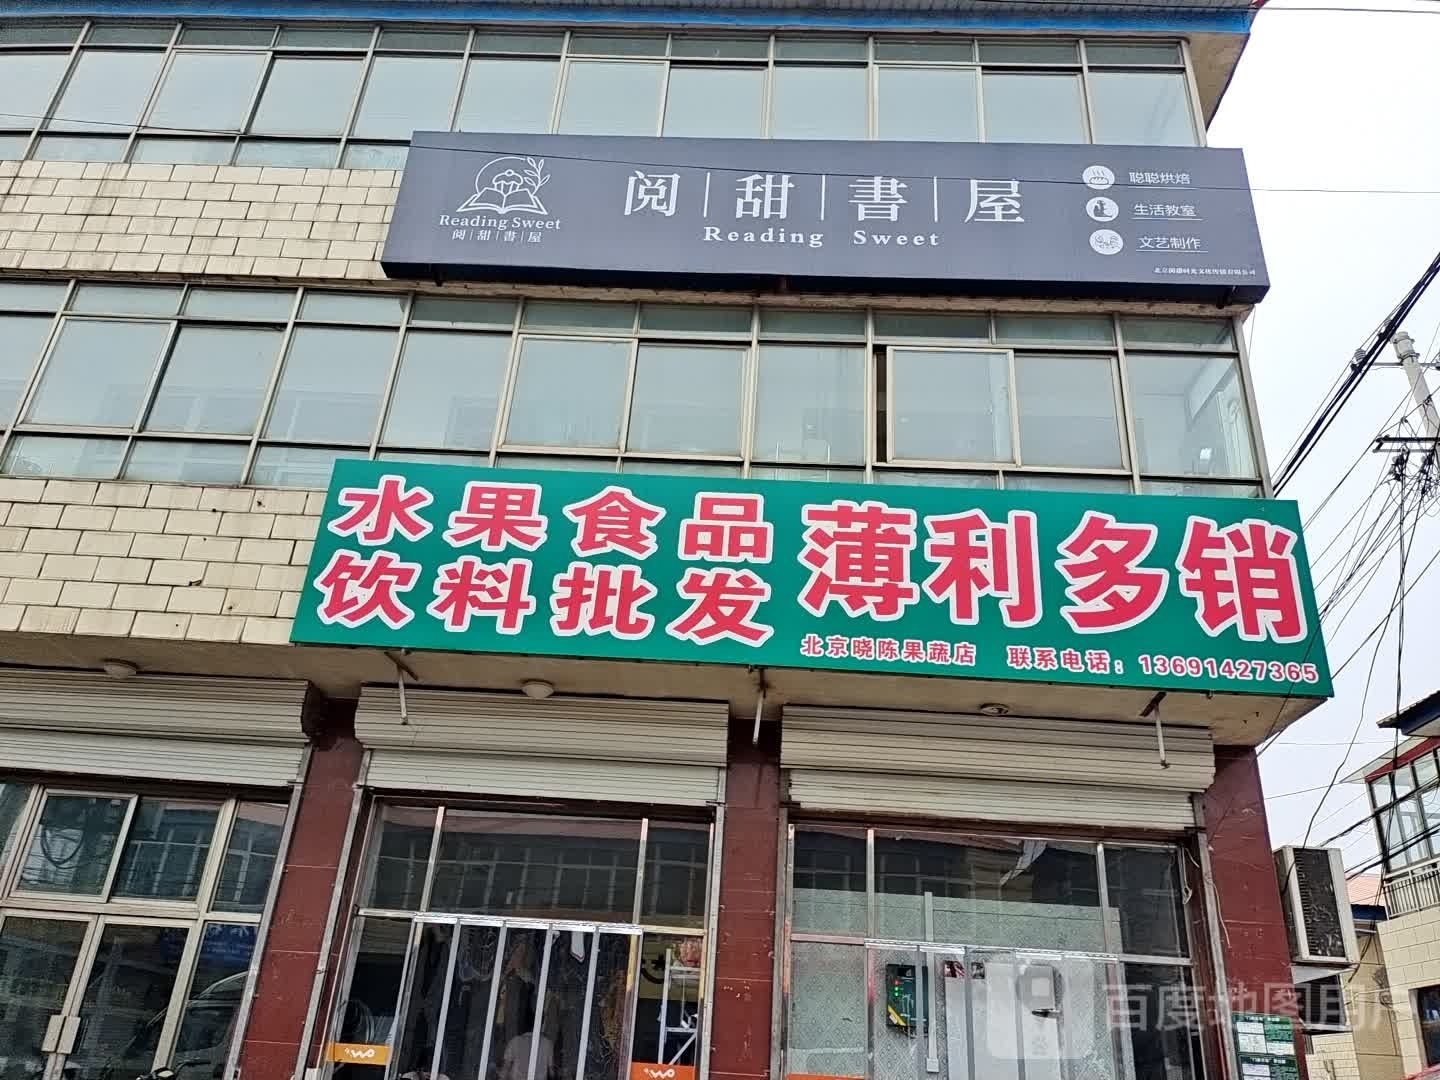 Reading Sweet
阅|甜|書|屋
阅|甜|書|屋
Reading Sweet
聪聪烘焙
生活教室
文艺制作
水果食品
饮料批发
薄利多销
北京晓陈果蔬店 联系电话：13691427365
百度地图用户